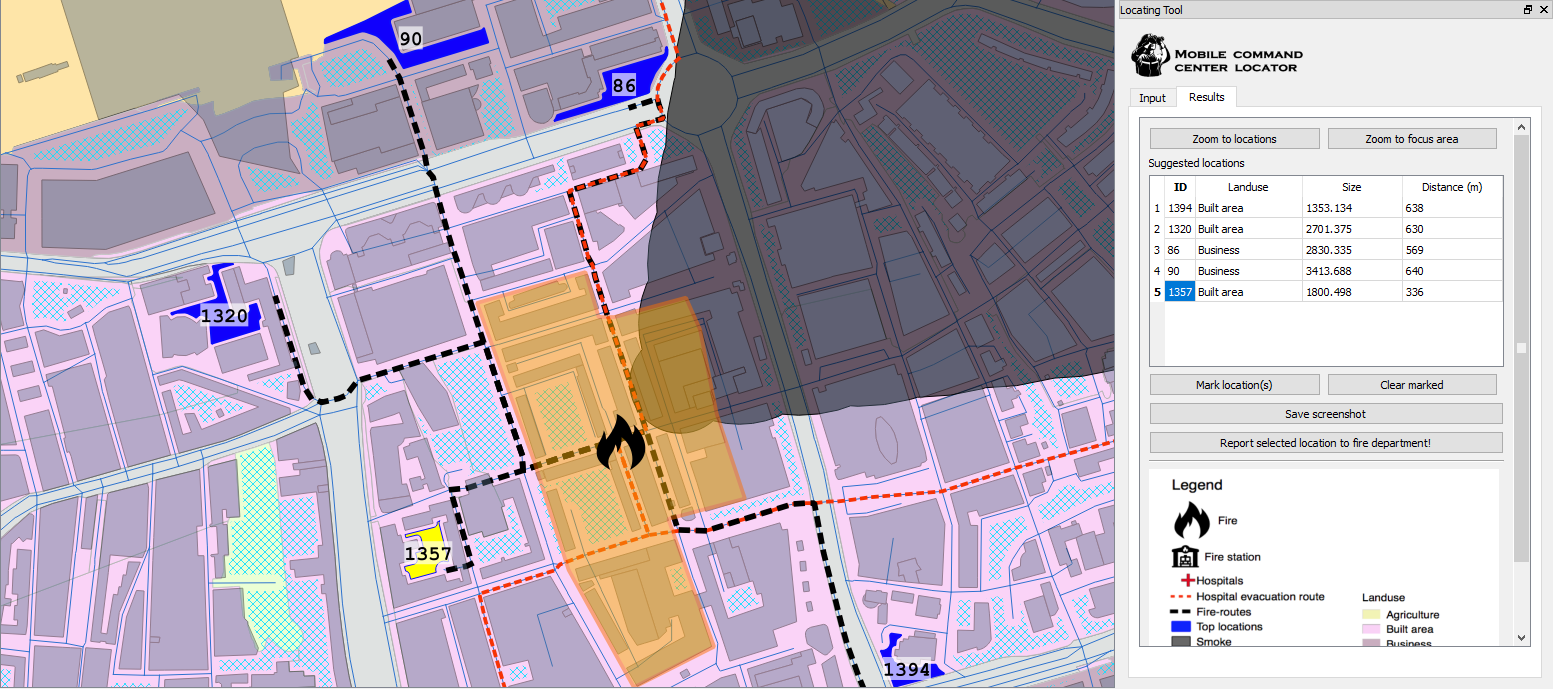 90
86
1320
1357
1394
Locating Tool
MOBILE COMMAND
CENTER LOCATOR
Input Results
Zoom to locations Zoom to focus area
Suggested locations
ID Landuse Size Distance (m)
1 1394 Built area 1353.134 638
2 1320 Built area 2701.375 630
3 86 Business 2830.335 569
4 90 Business 3413.688 640
5 1357 Built area 1800.498 336
Mark location(s) Clear marked
Save screenshot
Report selected location to fire department!
Legend
Fire
Fire station
Hospitals
Hospital evacuation route Landuse
Fire-routes Agriculture
Top locations Built area
Smoke Business